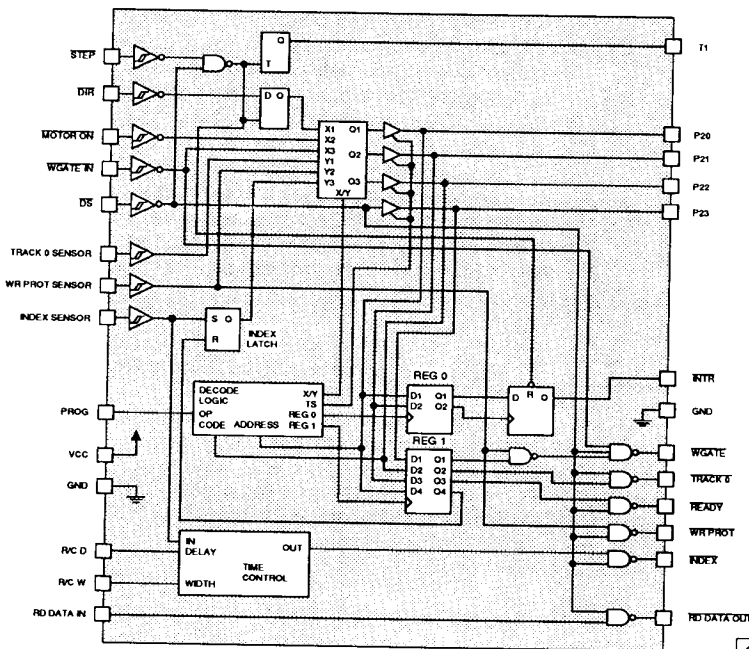 STEP
DIR
MOTOR ON
WGATE IN
DS
TRACK 0 SENSOR
WR PROT SENSOR
INDEX SENSOR
PROG
VCC
GND
R/C D
R/C W
RD DATA IN
Q
T
D Q
X1 Q1
X2
X3 Q2
Y1
Y2
Y3 Q3
X/Y
S Q
R
INDEX
LATCH
DECODE X/Y
LOGIC TS
OP REG 0
CODE ADDRESS REG 1
REG 0
D1 Q1
D2 Q2
REG 1
D1 Q1
D2 Q2
D3 Q3
D4 Q4
D R Q
IN OUT
DELAY
TIME
CONTROL
WIDTH
T1
P20
P21
P22
P23
INTR
GND
WGATE
TRACK 0
READY
WR PROT
INDEX
RD DATA OUT